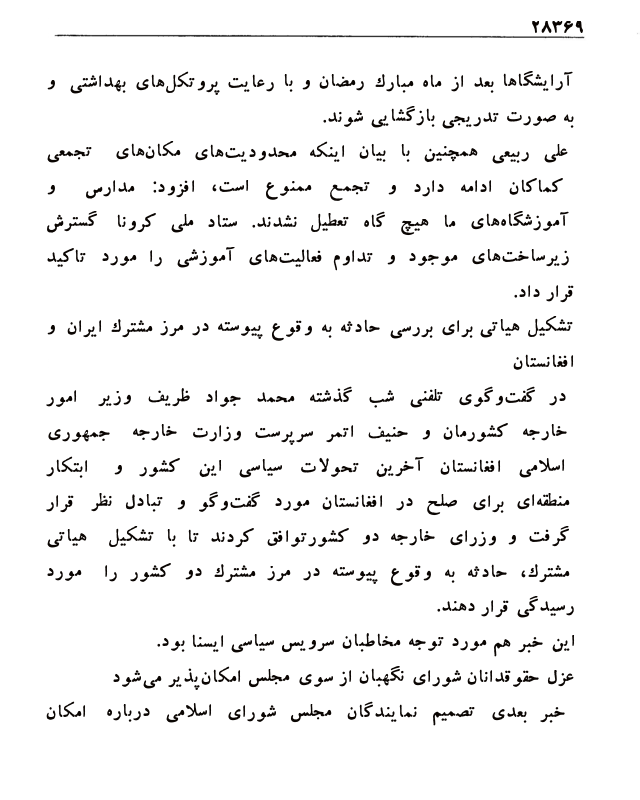 ۲۸۳۶۹
آرایشگاها بعد از ماه مبارك رمضان و با رعایت پروتکل‌های بهداشتی و
به صورت تدریجی بازگشایی شوند.
علی ربیعی همچنین با بیان اینکه محدودیت‌های مکان‌های تجمعی
کماکان ادامه دارد و تجمع ممنوع است، افزود: مدارس و
آموزشگاه‌های ما هیچ گاه تعطیل نشدند. ستاد ملی کرونا گسترش
زیرساخت‌های موجود و تداوم فعالیت‌های آموزشی را مورد تاکید
قرار داد.
تشکیل هیاتی برای بررسی حادثه به وقوع پیوسته در مرز مشترك ایران و
افغانستان
در گفت‌وگوی تلفنی شب گذشته محمد جواد ظریف وزیر امور
خارجه کشورمان و حنیف اتمر سرپرست وزارت خارجه جمهوری
اسلامی افغانستان آخرین تحولات سیاسی این کشور و ابتکار
منطقه‌ای برای صلح در افغانستان مورد گفت‌وگو و تبادل نظر قرار
گرفت و وزرای خارجه دو کشورتوافق کردند تا با تشکیل هیاتی
مشترك، حادثه به وقوع پیوسته در مرز مشترك دو کشور را مورد
رسیدگی قرار دهند.
این خبر هم مورد توجه مخاطبان سرویس سیاسی ایسنا بود.
عزل حقوقدانان شورای نگهبان از سوی مجلس امکان‌پذیر می‌شود
خبر بعدی تصمیم نمایندگان مجلس شورای اسلامی درباره امکان